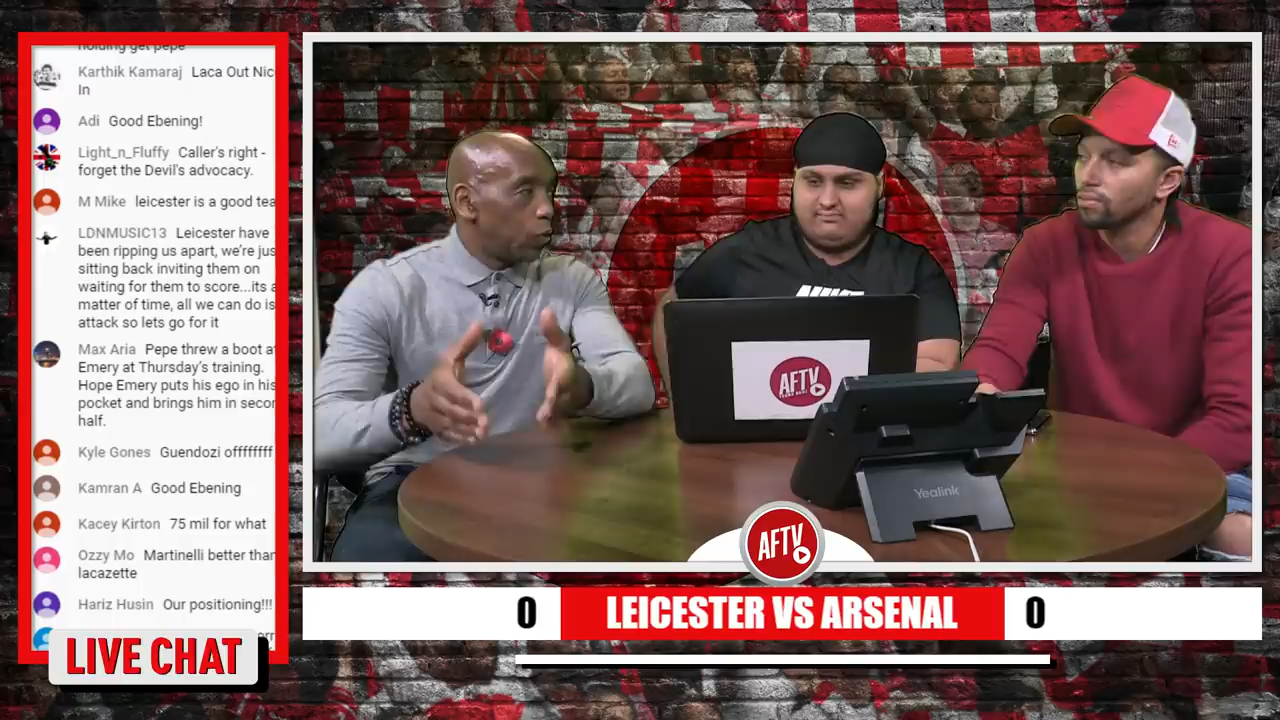 holding get pepe
Karthik Kamaraj Laca Out Nic
In
Adi Good Ebening!
Light_n_Fluffy Caller's right -
forget the Devil's advocacy.
M Mike leicester is a good tea
LDNMUSIC13 Leicester have
been ripping us apart, we're jus
sitting back inviting them on
waiting for them to score...its a
matter of time, all we can do is
attack so lets go for it
Max Aria Pepe threw a boot at
Emery at Thursday's training.
Hope Emery puts his ego in his
pocket and brings him in secon
half.
Kyle Gones Guendozi offfffffff
Kamran A Good Ebening
Kacey Kirton 75 mil for what
Ozzy Mo Martinelli better than
lacazette
Hariz Husin Our positioning!!!
LIVE CHAT
NIKE
AFTV
Yealink
AFTV
0 LEICESTER VS ARSENAL 0